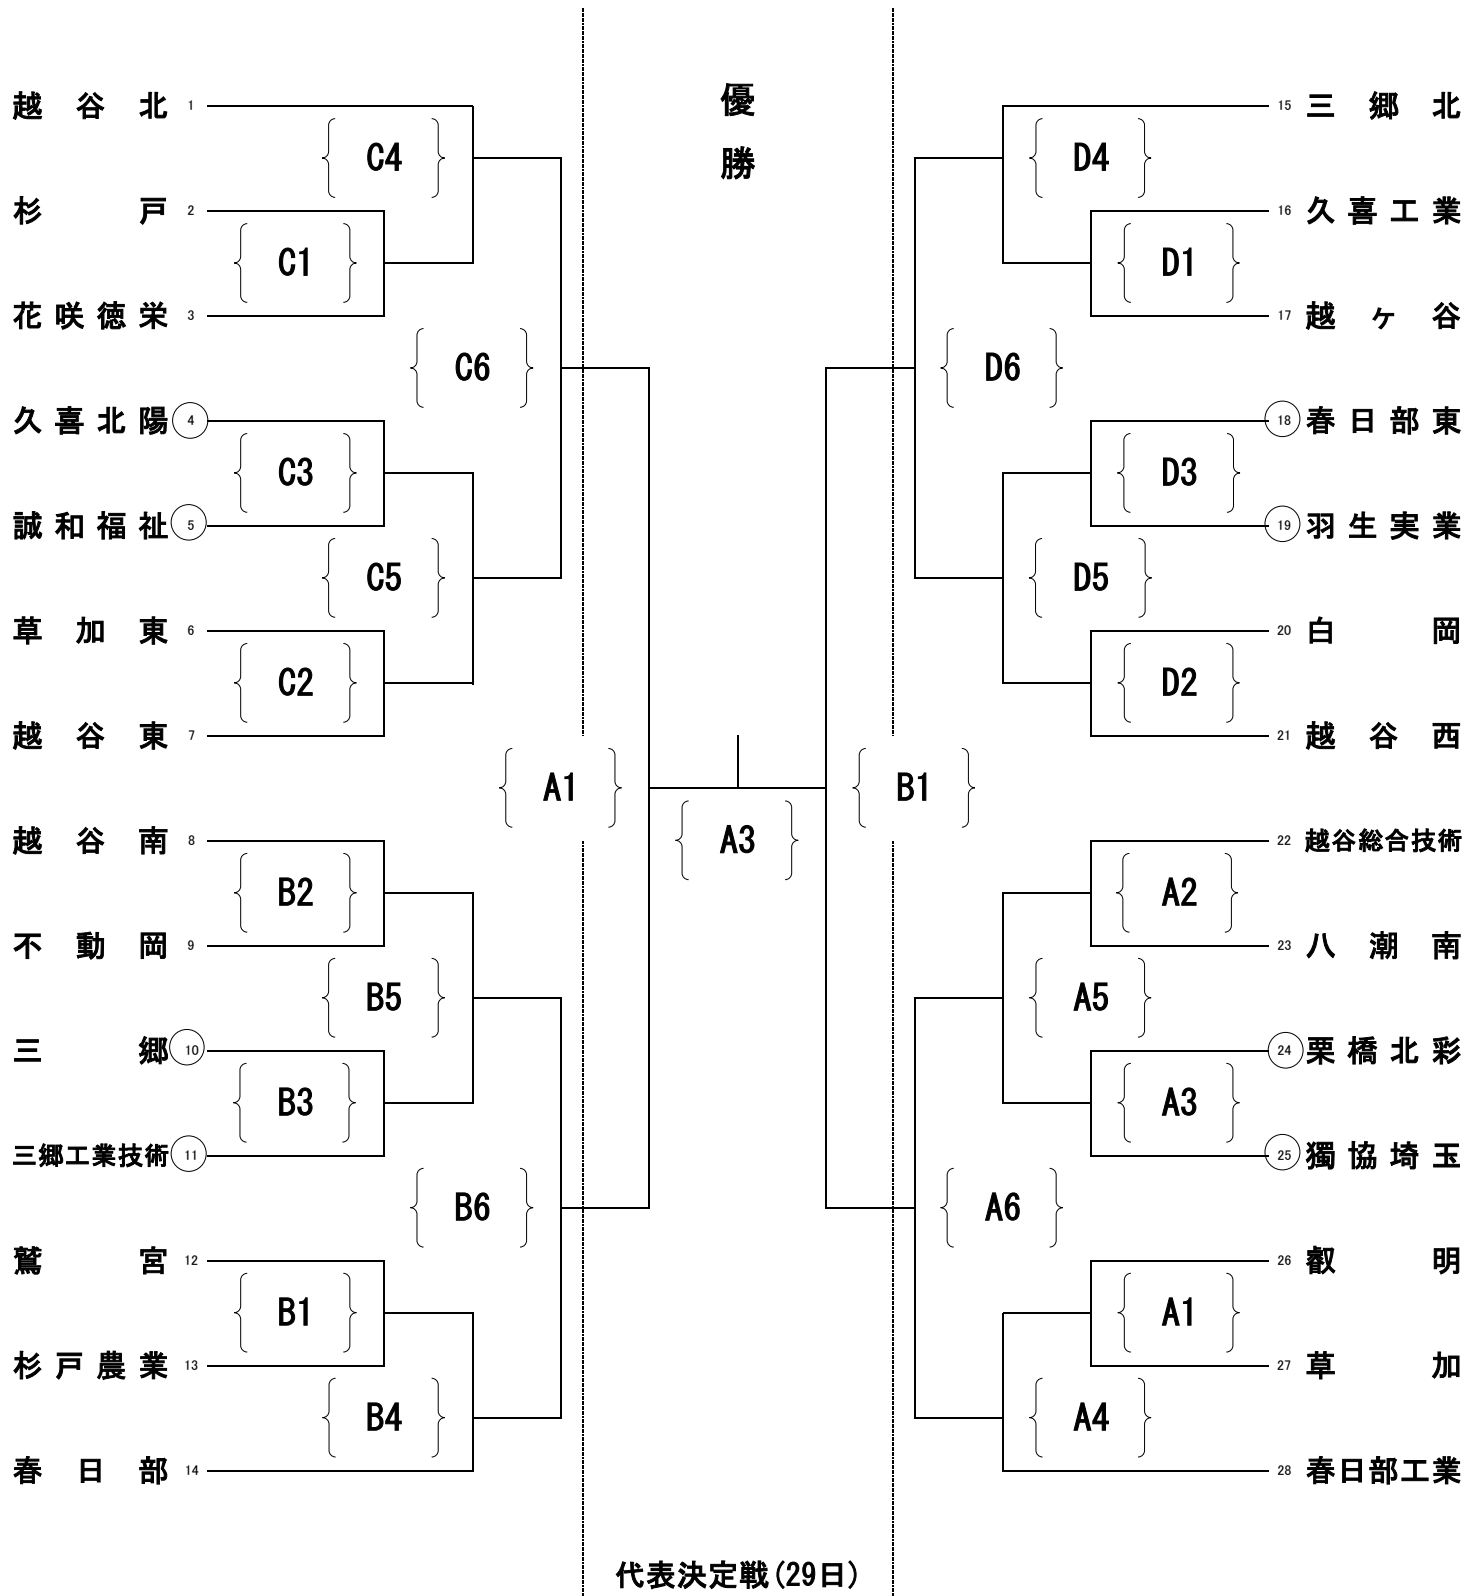 優
勝
越谷北 1
C4
杉戸 2
C1
花咲徳栄 3
C6
久喜北陽 4
C3
誠和福祉 5
C5
草加東 6
C2
越谷東 7
A1
越谷南 8
B2
不動岡 9
B5
三郷 10
B3
三郷工業技術 11
B6
鷲宮 12
B1
杉戸農業 13
B4
春日部 14
A3
15 三郷北
D4
16 久喜工業
D1
17 越ヶ谷
D6
18 春日部東
D3
19 羽生実業
D5
20 白岡
D2
21 越谷西
B1
22 越谷総合技術
A2
23 八潮南
A5
24 栗橋北彩
A3
25 獨協埼玉
A6
26 叡明
A1
27 草加
A4
28 春日部工業
代表決定戦(29日)